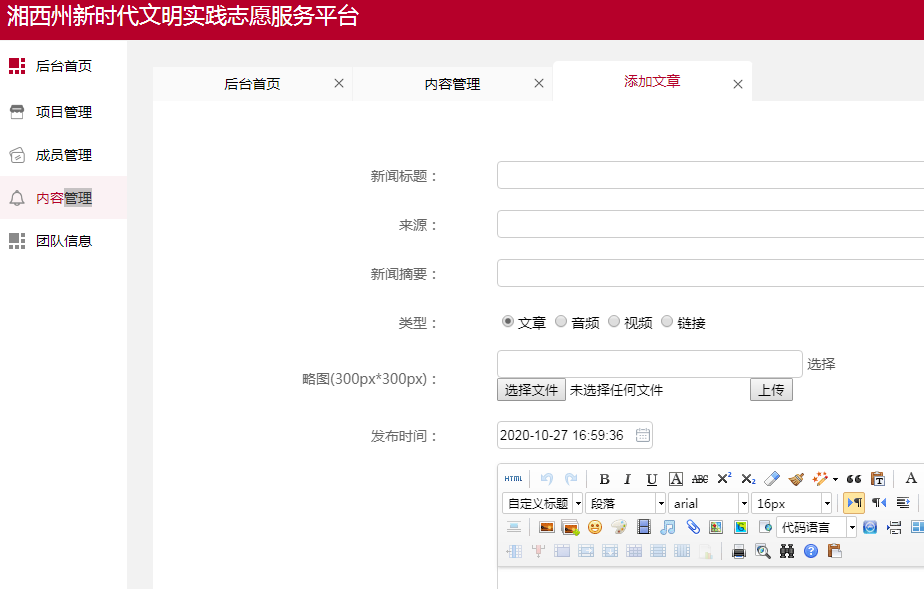 湘西州新时代文明实践志愿服务平台
后台首页
项目管理
成员管理
内容管理
团队信息
后台首页 内容管理 添加文章
新闻标题：
来源：
新闻摘要：
类型： 文章 音频 视频 链接
略图(300px*300px)： 选择
选择文件 未选择任何文件 上传
发布时间： 2020-10-27 16:59:36
HTML B I U A ABC X² X₂ A
自定义标题 段落 arial 16px
代码语言